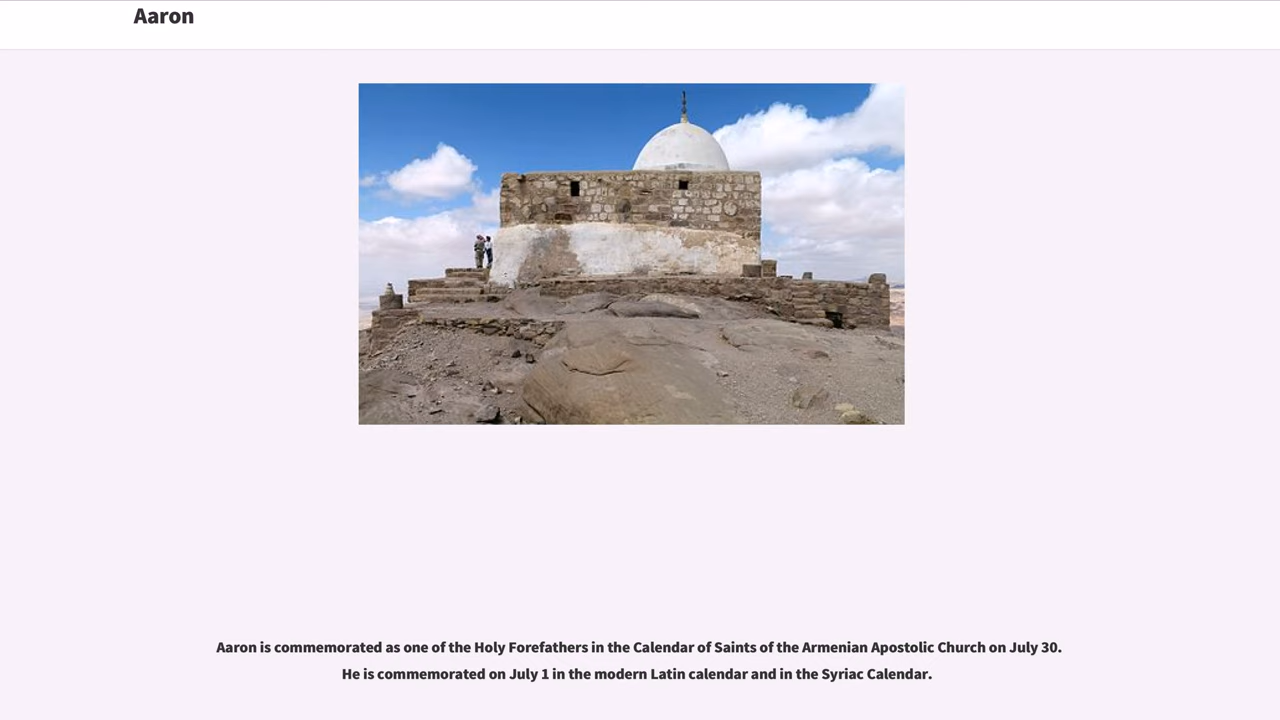 Aaron
Aaron is commemorated as one of the Holy Forefathers in the Calendar of Saints of the Armenian Apostolic Church on July 30.
He is commemorated on July 1 in the modern Latin calendar and in the Syriac Calendar.